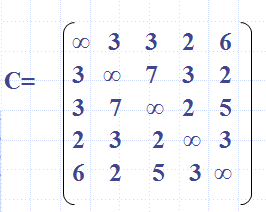 ∞ 3 3 2 6
3 ∞ 7 3 2
C= 3 7 ∞ 2 5
2 3 2 ∞ 3
6 2 5 3 ∞